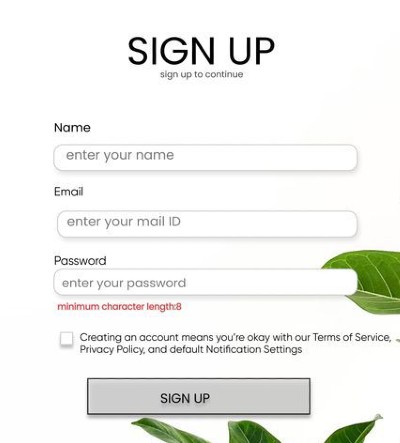 SIGN UP
sign up to continue
Name
enter your name
Email
enter your mail ID
Password
enter your password
minimum character length:8
Creating an account means you're okay with our Terms of Service,
Privacy Policy, and default Notification Settings
SIGN UP